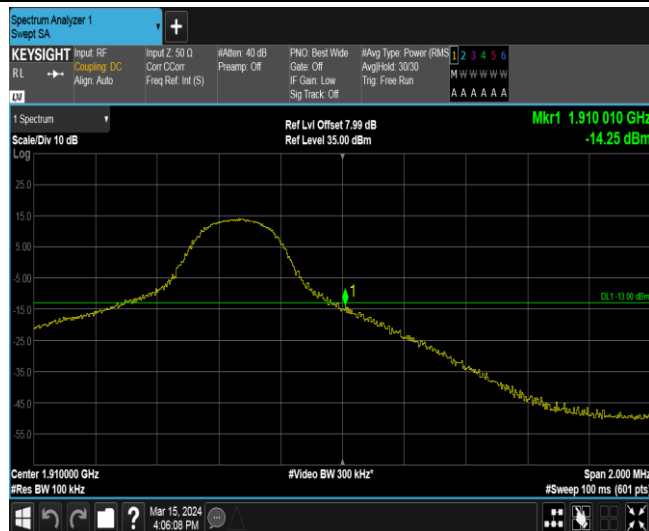 Spectrum Analyzer 1
Swept SA
KEYSIGHT
RL
LXI
Input: RF
Coupling: DC
Align: Auto
Input Z: 50 Ω
Corr CCorr
Freq Ref: Int (S)
#Atten: 40 dB
Preamp: Off
PNO: Best Wide
Gate: Off
IF Gain: Low
Sig Track: Off
#Avg Type: Power (RMS
Avg|Hold: 30/30
Trig: Free Run
1 2 3 4 5 6
M W W W W W
A A A A A A
1 Spectrum
Scale/Div 10 dB
Log
Ref Lvl Offset 7.99 dB
Ref Level 35.00 dBm
Mkr1 1.910 010 GHz
-14.25 dBm
25.0
15.0
5.00
-5.00
-15.0
-25.0
-35.0
-45.0
-55.0
1
DL1 -13.00 dBm
Center 1.910000 GHz
#Res BW 100 kHz
#Video BW 300 kHz*
Span 2.000 MHz
#Sweep 100 ms (601 pts)
?
Mar 15, 2024
4:06:08 PM